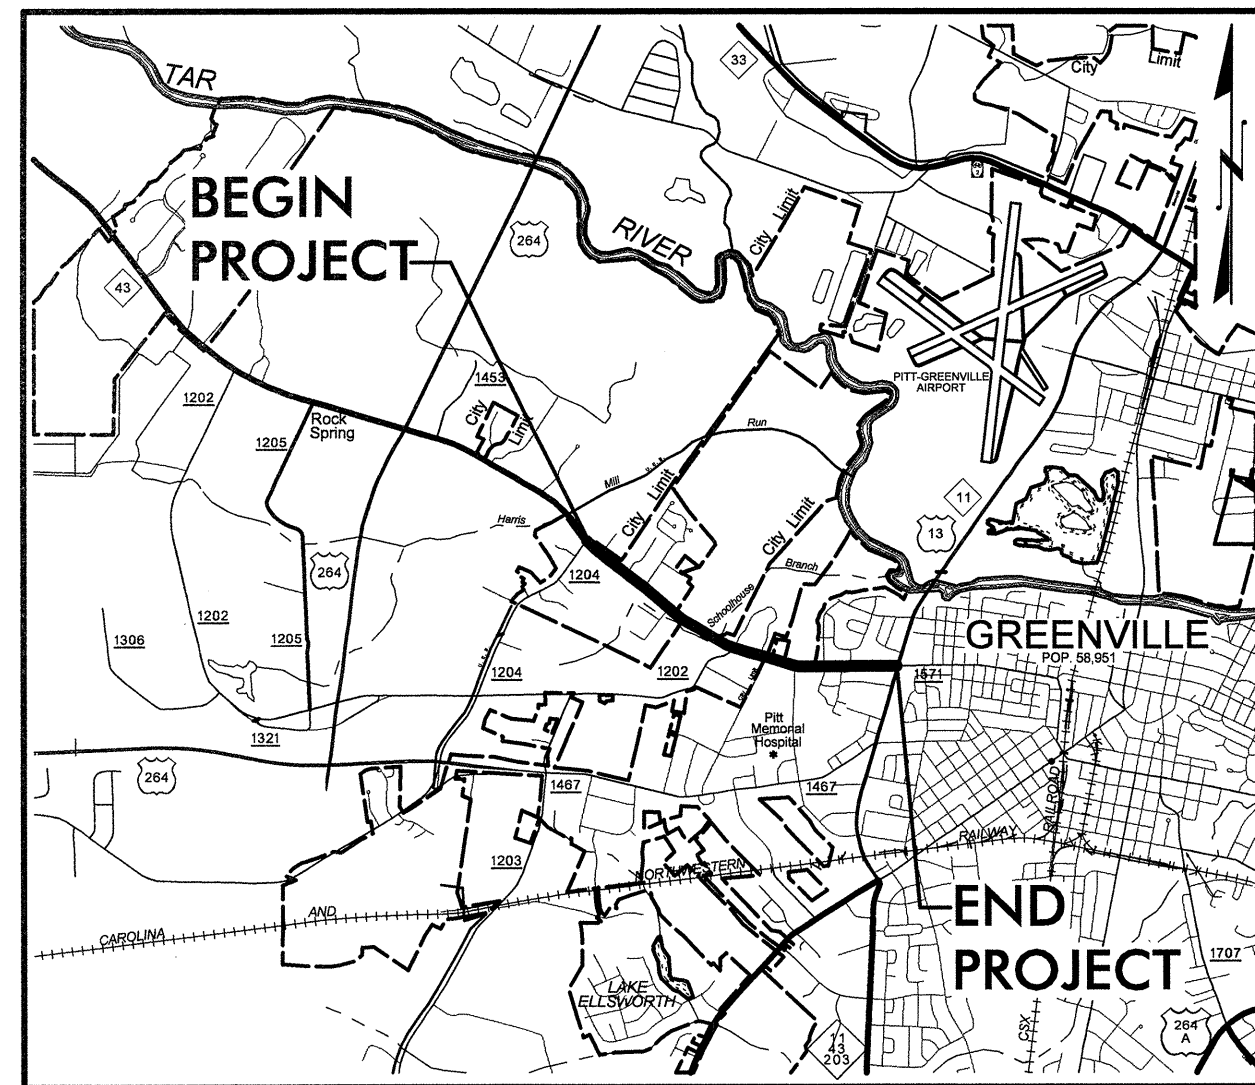 TAR
33
City Limit
BEGIN
PROJECT
264
RIVER
City Limit
43
PITT-GREENVILLE
AIRPORT
1453
1202
City Limit
Rock
Spring
1205
Run
Mill
City Limit
11
13
Harris
City Limit
264
1204
Branch
Schoolhouse
1202
1306
1205
GREENVILLE
POP. 58,951
1204
1202
1571
Pitt
Memorial
Hospital
1321
264
1467
1467
RAILROAD
RAILWAY
1203
NORTHWESTERN
AND
CAROLINA
END
PROJECT
1707
LAKE
ELLSWORTH
11
43
203
CSX
264
A